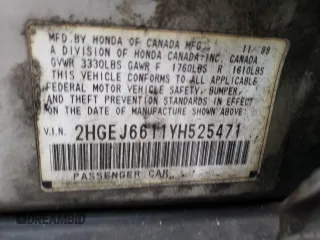 MFD. BY HONDA OF CANADA MFG. 11/99
A DIVISION OF HONDA CANADA INC. CANADA
GVWR 3330LBS GAWR F 1760LBS R 1610LBS
THIS VEHICLE CONFORMS TO ALL APPLICABLE
FEDERAL MOTOR VEHICLE SAFETY, BUMPER,
AND THEFT PREVENTION STANDARDS IN EFFECT
ON THE DATE OF MANUFACTURE SHOWN ABOVE.
V.I.N. 2HGEJ6611YH525471
PASSENGER CAR
DREAMBID